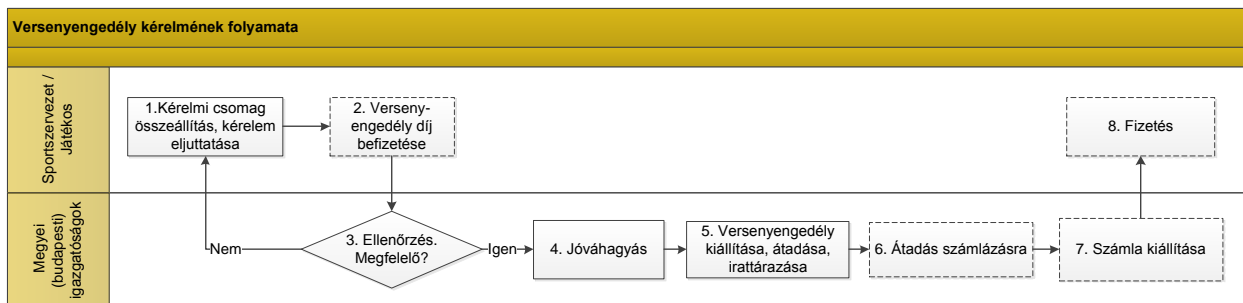 Versenyengedély kérelmének folyamata
Sportszervezet /
Játékos
1.Kérelmi csomag
összeállítás, kérelem
eljuttatása
2. Verseny-
engedély díj
befizetése
8. Fizetés
Megyei
(budapesti)
igazgatóságok
Nem
3. Ellenőrzés.
Megfelelő?
Igen
4. Jóváhagyás
5. Versenyengedély
kiállítása, átadása,
irattárazása
6. Átadás számlázásra
7. Számla kiállítása